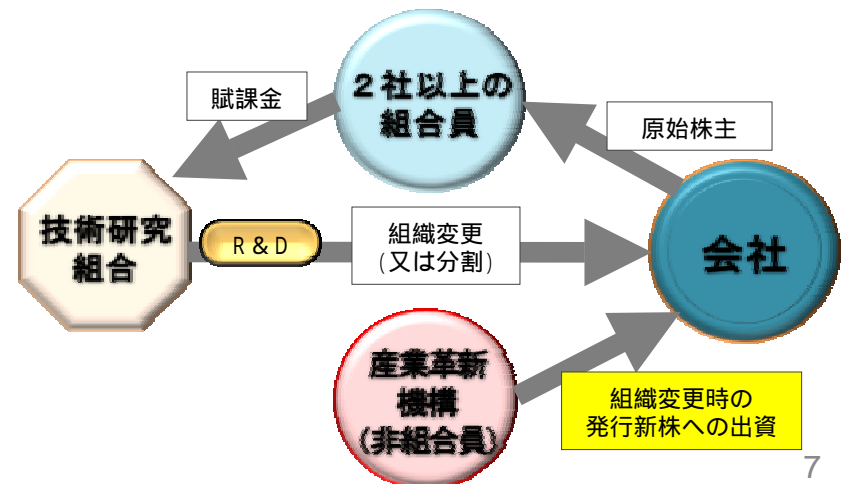 ２社以上の
組合員
賦課金
原始株主
技術研究
組合
R & D
組織変更
(又は分割)
会社
産業革新
機構
(非組合員)
組織変更時の
発行新株への出資
7